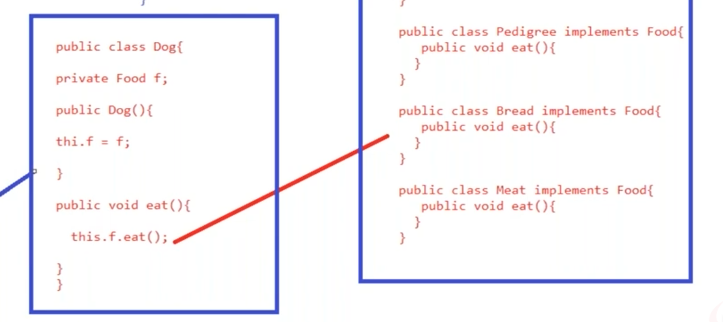 }
public class Dog{
private Food f;
public Dog(){
thi.f = f;
}
public void eat(){
this.f.eat();
}
}
}
public class Pedigree implements Food{
public void eat(){
}
}
public class Bread implements Food{
public void eat(){
}
}
public class Meat implements Food{
public void eat(){
}
}